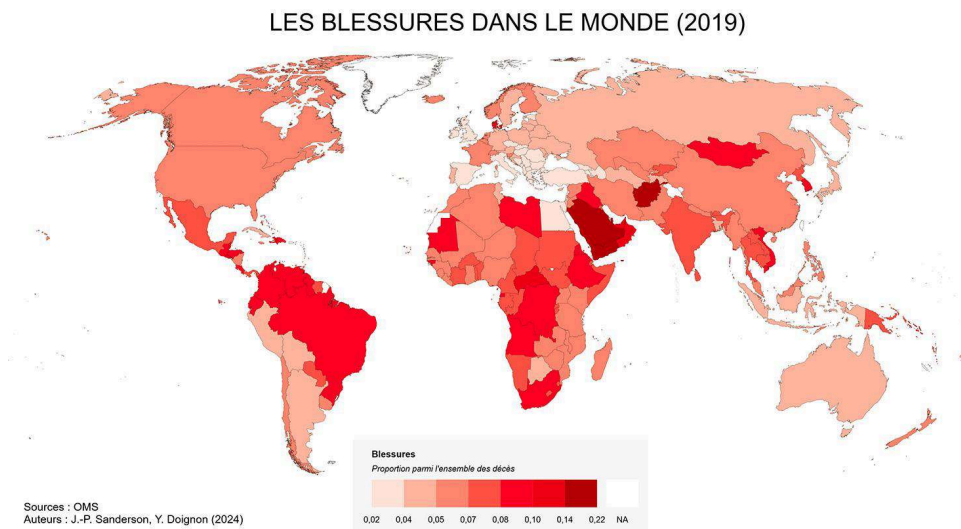 LES BLESSURES DANS LE MONDE (2019)
Blessures
Proportion parmi l'ensemble des décès
0,02 0,04 0,05 0,07 0,08 0,10 0,14 0,22 NA
Sources : OMS
Auteurs : J.-P. Sanderson, Y. Doignon (2024)